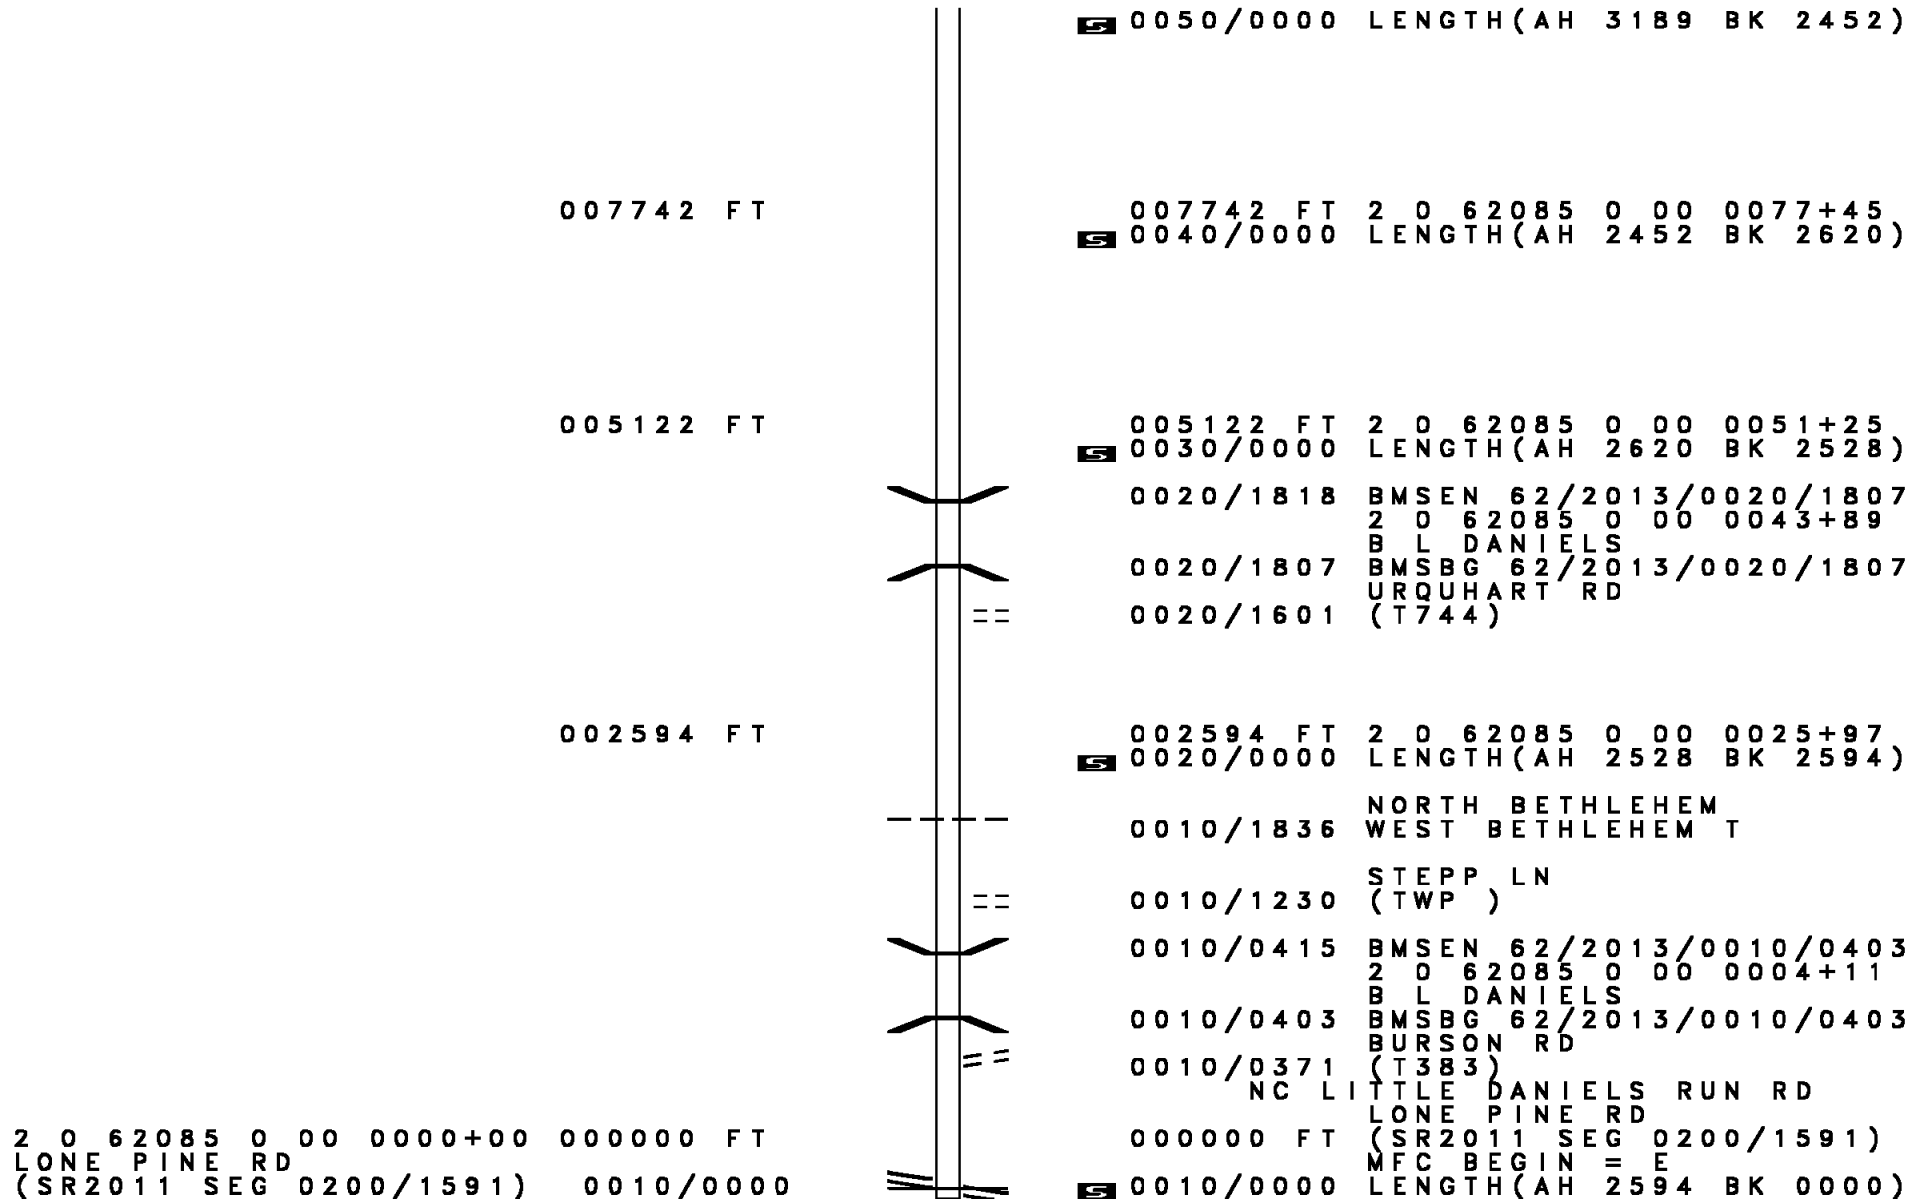 S 0050/0000 LENGTH(AH 3189 BK 2452)
007742 FT 007742 FT 2 0 62085 0 00 0077+45
S 0040/0000 LENGTH(AH 2452 BK 2620)
005122 FT 005122 FT 2 0 62085 0 00 0051+25
S 0030/0000 LENGTH(AH 2620 BK 2528)
0020/1818 BMSEN 62/2013/0020/1807
2 0 62085 0 00 0043+89
B L DANIELS
0020/1807 BMSBG 62/2013/0020/1807
URQUHART RD
0020/1601 (T744)
002594 FT 002594 FT 2 0 62085 0 00 0025+97
S 0020/0000 LENGTH(AH 2528 BK 2594)
NORTH BETHLEHEM
0010/1836 WEST BETHLEHEM T
STEPP LN
0010/1230 (TWP )
0010/0415 BMSEN 62/2013/0010/0403
2 0 62085 0 00 0004+11
B L DANIELS
0010/0403 BMSBG 62/2013/0010/0403
BURSON RD
0010/0371 (T383)
NC LITTLE DANIELS RUN RD
LONE PINE RD
2 0 62085 0 00 0000+00 000000 FT 000000 FT (SR2011 SEG 0200/1591)
LONE PINE RD MFC BEGIN = E
(SR2011 SEG 0200/1591) 0010/0000 S 0010/0000 LENGTH(AH 2594 BK 0000)